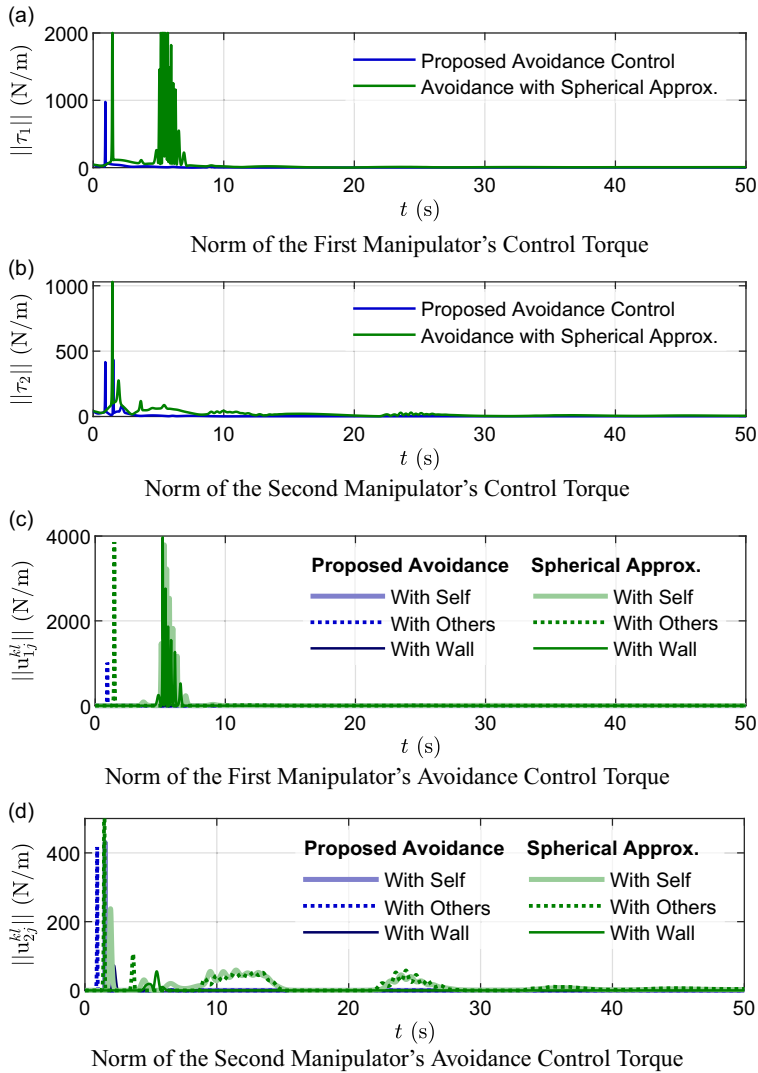 (a)
2000
1000
0
||τ₁|| (N/m)
Proposed Avoidance Control
Avoidance with Spherical Approx.
0 10 20 30 40 50
t (s)
Norm of the First Manipulator's Control Torque
(b)
1000
500
0
||τ₂|| (N/m)
Proposed Avoidance Control
Avoidance with Spherical Approx.
0 10 20 30 40 50
t (s)
Norm of the Second Manipulator's Control Torque
(c)
4000
2000
0
||u_{1j}^{kl}|| (N/m)
Proposed Avoidance Spherical Approx.
With Self With Self
With Others With Others
With Wall With Wall
0 10 20 30 40 50
t (s)
Norm of the First Manipulator's Avoidance Control Torque
(d)
400
200
0
||u_{2j}^{kl}|| (N/m)
Proposed Avoidance Spherical Approx.
With Self With Self
With Others With Others
With Wall With Wall
0 10 20 30 40 50
t (s)
Norm of the Second Manipulator's Avoidance Control Torque